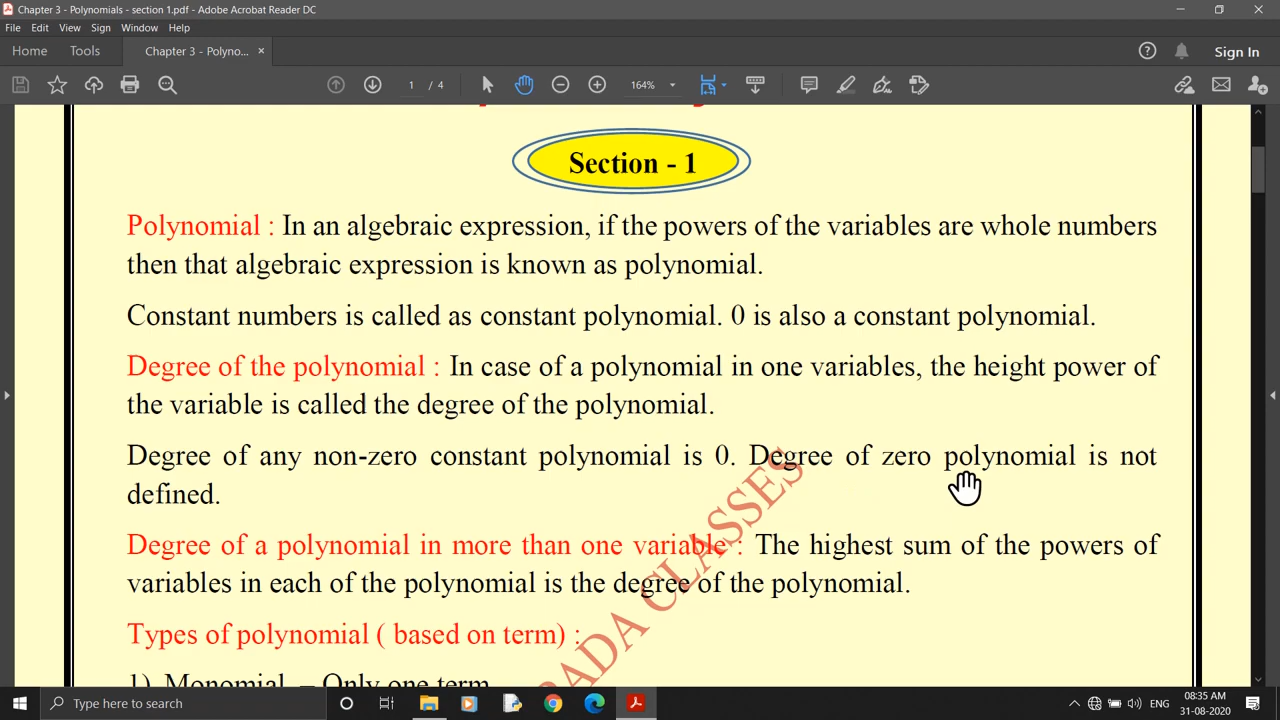 Chapter 3 - Polynomials - section 1.pdf - Adobe Acrobat Reader DC
File Edit View Sign Window Help
Home Tools Chapter 3 - Polyno... × Sign In
1 / 4 164%
Section - 1
Polynomial : In an algebraic expression, if the powers of the variables are whole numbers
then that algebraic expression is known as polynomial.
Constant numbers is called as constant polynomial. 0 is also a constant polynomial.
Degree of the polynomial : In case of a polynomial in one variables, the height power of
the variable is called the degree of the polynomial.
Degree of any non-zero constant polynomial is 0. Degree of zero polynomial is not
defined.
Degree of a polynomial in more than one variable : The highest sum of the powers of
variables in each of the polynomial is the degree of the polynomial.
Types of polynomial ( based on term) :
1) Monomial – Only one term
PADA CLASSES
Type here to search
ENG
08:35 AM
31-08-2020